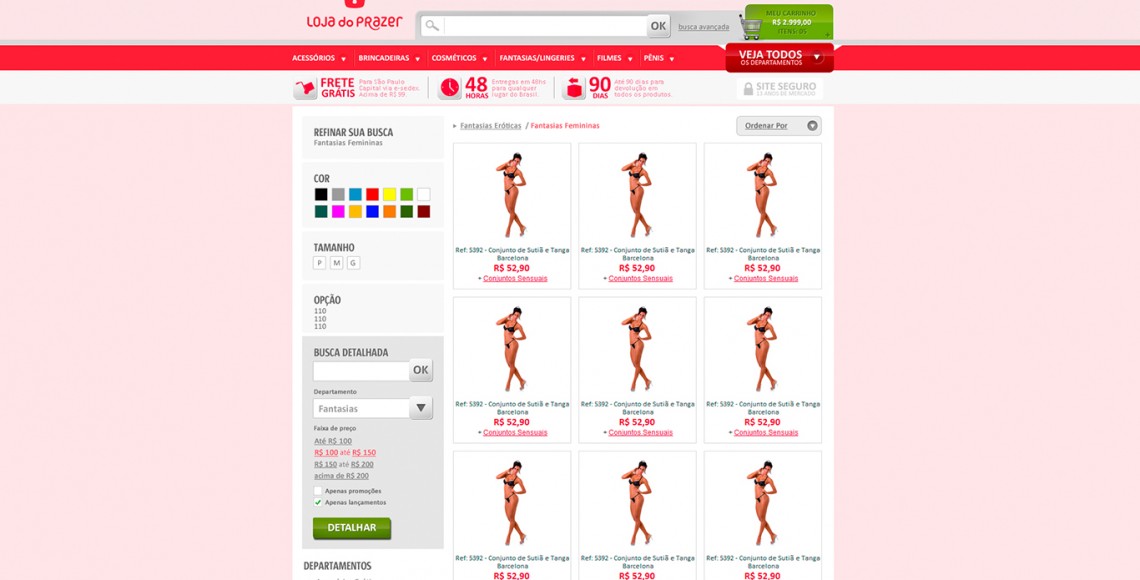 LOJA DO PRAZER
OK
busca avançada
MEU CARRINHO
R$ 2.999,00
ITENS: 05
ACESSÓRIOS
BRINCADEIRAS
COSMÉTICOS
FANTASIAS/LINGERIES
FILMES
PÊNIS
VEJA TODOS
OS DEPARTAMENTOS
FRETE
GRÁTIS
Para São Paulo
Capital via e-sedex.
Acima de R$ 99
48
HORAS
Entregas em 48hs
para qualquer
lugar do Brasil.
90
DIAS
Até 90 dias para
devolução em
todos os produtos.
SITE SEGURO
13 ANOS DE MERCADO
REFINAR SUA BUSCA
Fantasias Femininas
COR
TAMANHO
P M G
OPÇÃO
110
110
110
BUSCA DETALHADA
OK
Departamento
Fantasias
Faixa de preço
Até R$ 100
R$ 100 até R$ 150
R$ 150 até R$ 200
acima de R$ 200
Apenas promoções
Apenas lançamentos
DETALHAR
DEPARTAMENTOS
Fantasias Eróticas / Fantasias Femininas
Ordenar Por
Ref: 5392 - Conjunto de Sutiã e Tanga
Barcelona
R$ 52,90
+ Conjuntos Sensuais
Ref: 5392 - Conjunto de Sutiã e Tanga
Barcelona
R$ 52,90
+ Conjuntos Sensuais
Ref: 5392 - Conjunto de Sutiã e Tanga
Barcelona
R$ 52,90
+ Conjuntos Sensuais
Ref: 5392 - Conjunto de Sutiã e Tanga
Barcelona
R$ 52,90
+ Conjuntos Sensuais
Ref: 5392 - Conjunto de Sutiã e Tanga
Barcelona
R$ 52,90
+ Conjuntos Sensuais
Ref: 5392 - Conjunto de Sutiã e Tanga
Barcelona
R$ 52,90
+ Conjuntos Sensuais
Ref: 5392 - Conjunto de Sutiã e Tanga
Barcelona
R$ 52,90
Ref: 5392 - Conjunto de Sutiã e Tanga
Barcelona
R$ 52,90
Ref: 5392 - Conjunto de Sutiã e Tanga
Barcelona
R$ 52,90